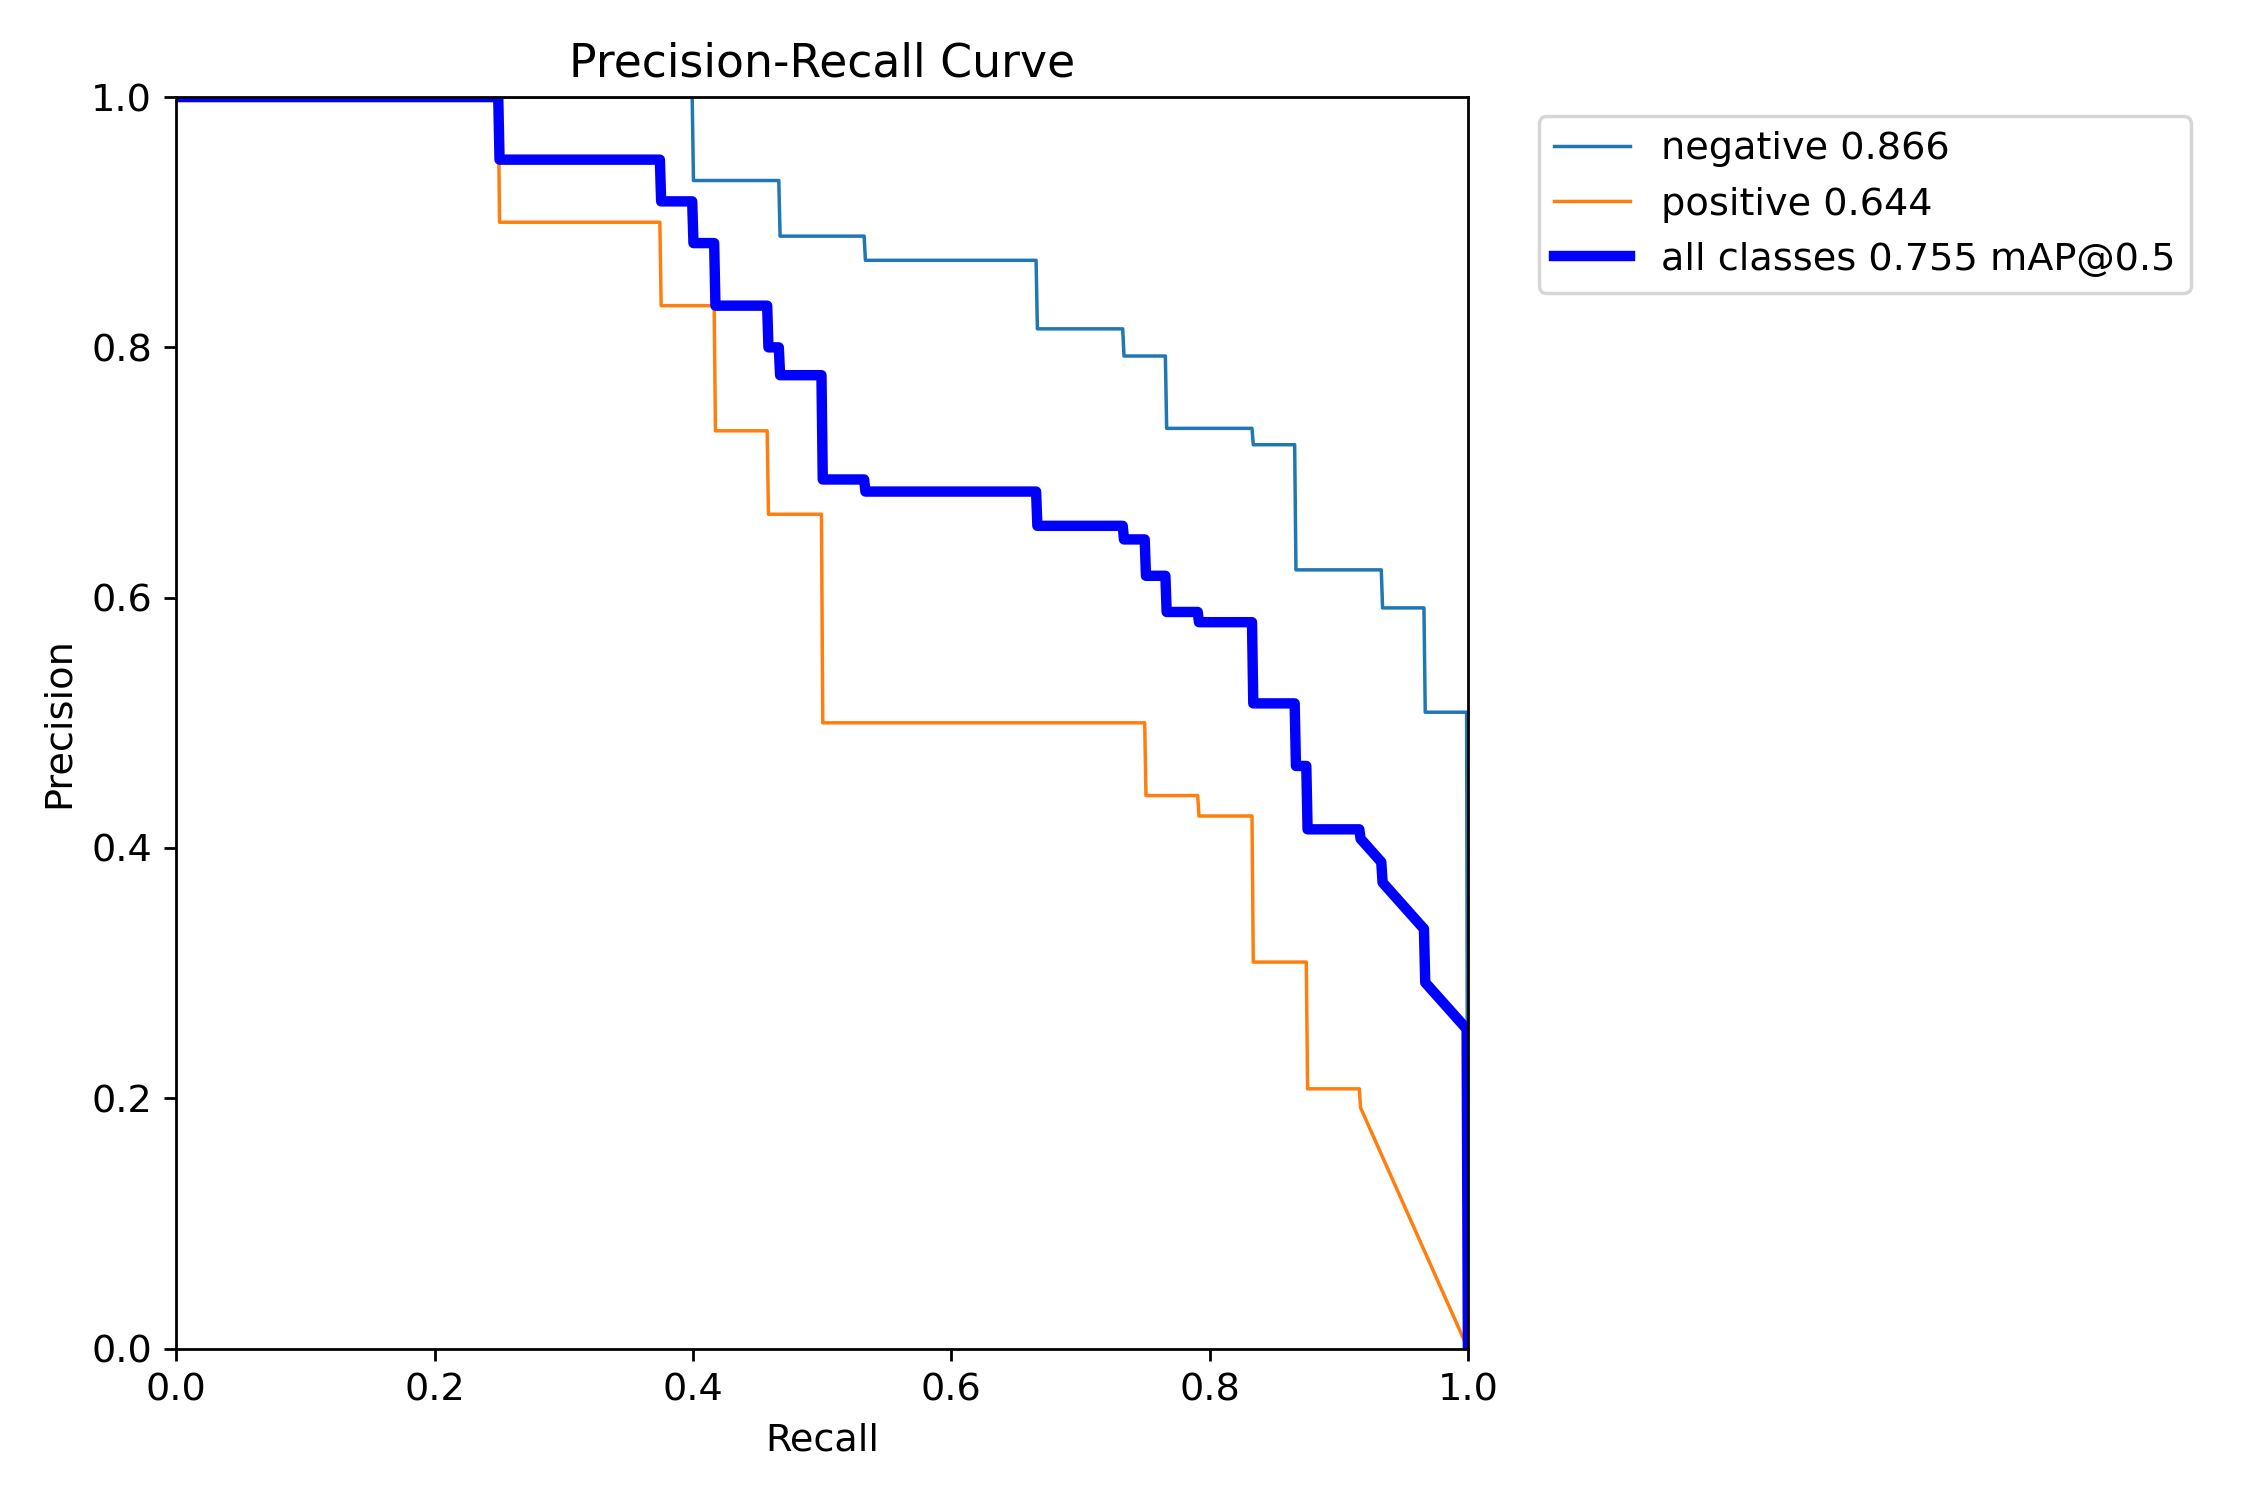 Precision-Recall Curve
negative 0.866
positive 0.644
all classes 0.755 mAP@0.5
Precision
1.0
0.8
0.6
0.4
0.2
0.0
0.0 0.2 0.4 0.6 0.8 1.0
Recall